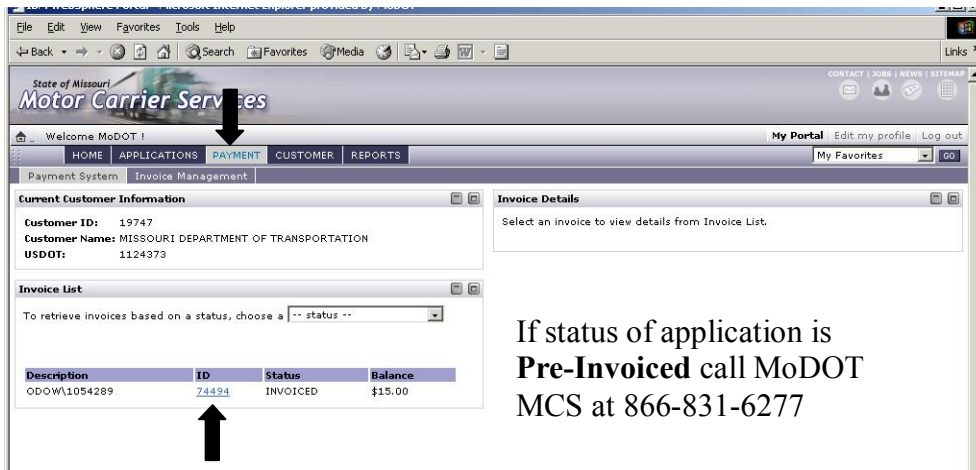 File Edit View Favorites Tools Help
Back Search Favorites Media Links
CONTACT | JOBS | NEWS | SITEMAP
State of Missouri
Motor Carrier Services
Welcome MoDOT ! My Portal Edit my profile Log out
HOME APPLICATIONS PAYMENT CUSTOMER REPORTS My Favorites GO
Payment System Invoice Management
Current Customer Information
Customer ID: 19747
Customer Name: MISSOURI DEPARTMENT OF TRANSPORTATION
USDOT: 1124373
Invoice List
To retrieve invoices based on a status, choose a -- status --
Description ID Status Balance
ODOW\1054289 74494 INVOICED $15.00
Invoice Details
Select an invoice to view details from Invoice List.
If status of application is
Pre-Invoiced call MoDOT
MCS at 866-831-6277